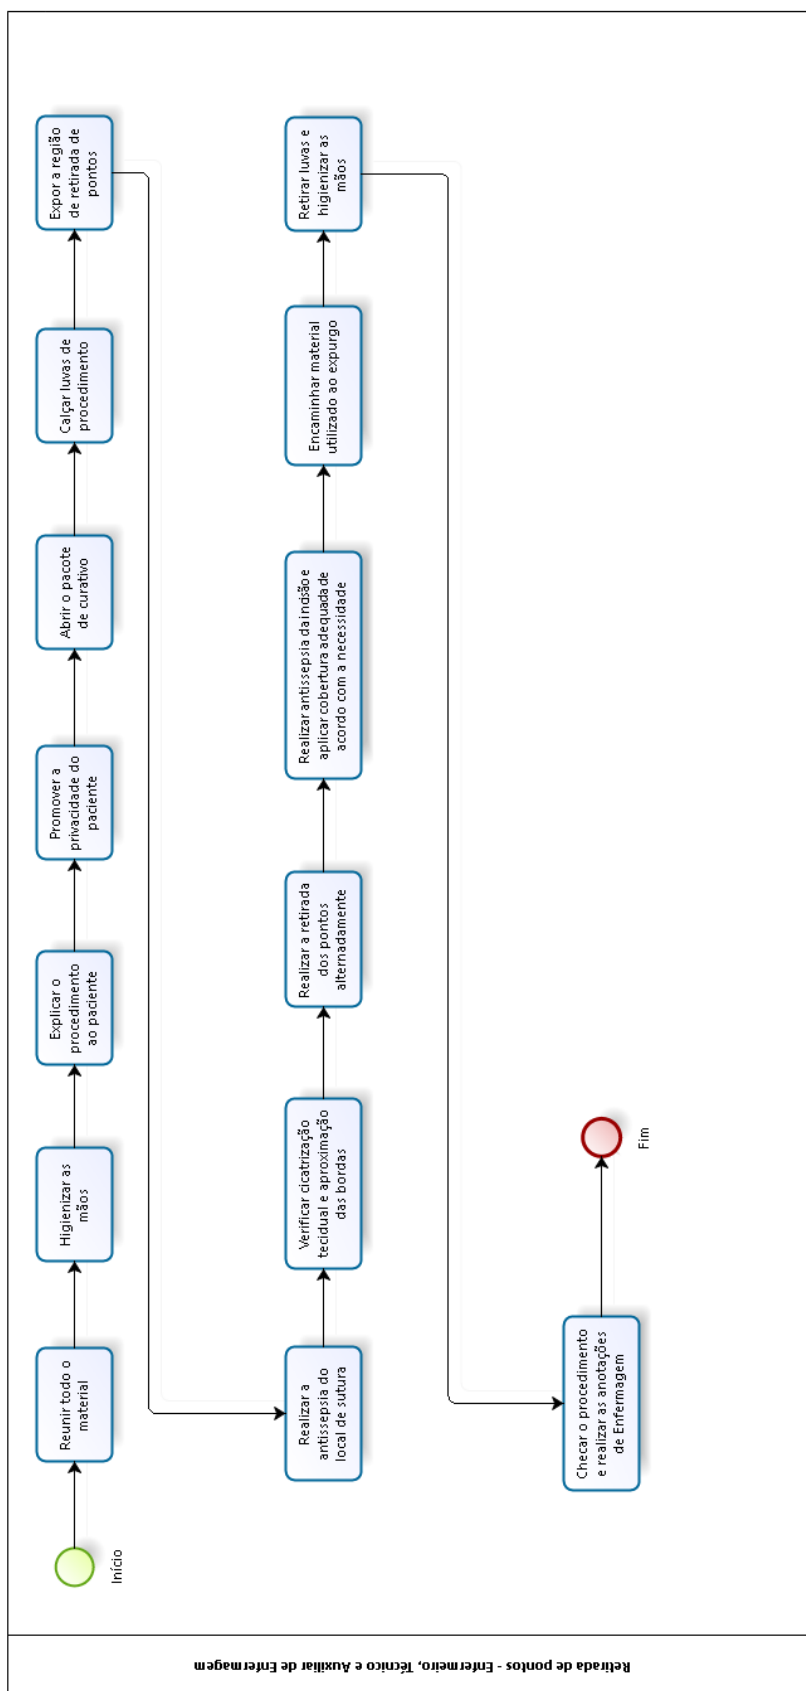 Retirada de pontos - Enfermeiro, Técnico e Auxiliar de Enfermagem
Início
Reunir todo o
material
Higienizar as
mãos
Explicar o
procedimento
ao paciente
Promover a
privacidade do
paciente
Abrir o pacote
de curativo
Calçar luvas de
procedimento
Expor a região
de retirada de
pontos
Realizar a
antissepsia do
local de sutura
Verificar cicatrização
tecidual e aproximação
das bordas
Realizar a retirada
dos pontos
alternadamente
Realizar antissepsia da incisão e
aplicar cobertura adequada de
acordo com a necessidade
Encaminhar material
utilizado ao expurgo
Retirar luvas e
higienizar as
mãos
Checar o procedimento
e realizar as anotações
de Enfermagem
Fim